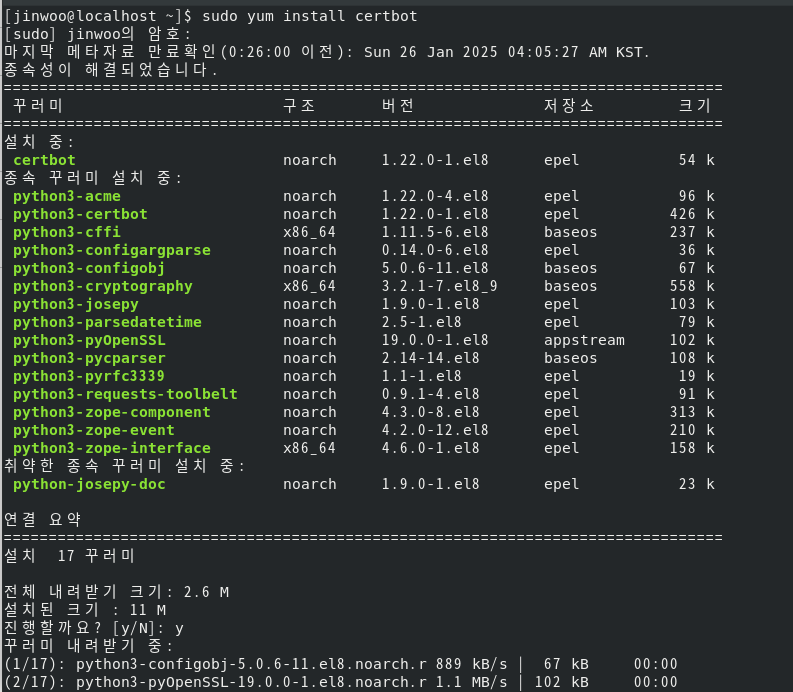 [jinwoo@localhost ~]$ sudo yum install certbot
[sudo] jinwoo의 암호:
마지막 메타자료 만료확인(0:26:00 이전): Sun 26 Jan 2025 04:05:27 AM KST.
종속성이 해결되었습니다.
================================================================================
꾸러미 구조 버전 저장소 크기
================================================================================
설치 중:
certbot noarch 1.22.0-1.el8 epel 54 k
종속 꾸러미 설치 중:
python3-acme noarch 1.22.0-4.el8 epel 96 k
python3-certbot noarch 1.22.0-1.el8 epel 426 k
python3-cffi x86_64 1.11.5-6.el8 baseos 237 k
python3-configargparse noarch 0.14.0-6.el8 epel 36 k
python3-configobj noarch 5.0.6-11.el8 baseos 67 k
python3-cryptography x86_64 3.2.1-7.el8_9 baseos 558 k
python3-josepy noarch 1.9.0-1.el8 epel 103 k
python3-parsedatetime noarch 2.5-1.el8 epel 79 k
python3-pyOpenSSL noarch 19.0.0-1.el8 appstream 102 k
python3-pycparser noarch 2.14-14.el8 baseos 108 k
python3-pyrfc3339 noarch 1.1-1.el8 epel 19 k
python3-requests-toolbelt noarch 0.9.1-4.el8 epel 91 k
python3-zope-component noarch 4.3.0-8.el8 epel 313 k
python3-zope-event noarch 4.2.0-12.el8 epel 210 k
python3-zope-interface x86_64 4.6.0-1.el8 epel 158 k
취약한 종속 꾸러미 설치 중:
python-josepy-doc noarch 1.9.0-1.el8 epel 23 k
연결 요약
================================================================================
설치 17 꾸러미
전체 내려받기 크기: 2.6 M
설치된 크기 : 11 M
진행할까요? [y/N]: y
꾸러미 내려받기 중:
(1/17): python3-configobj-5.0.6-11.el8.noarch.r 889 kB/s | 67 kB 00:00
(2/17): python3-pyOpenSSL-19.0.0-1.el8.noarch.r 1.1 MB/s | 102 kB 00:00